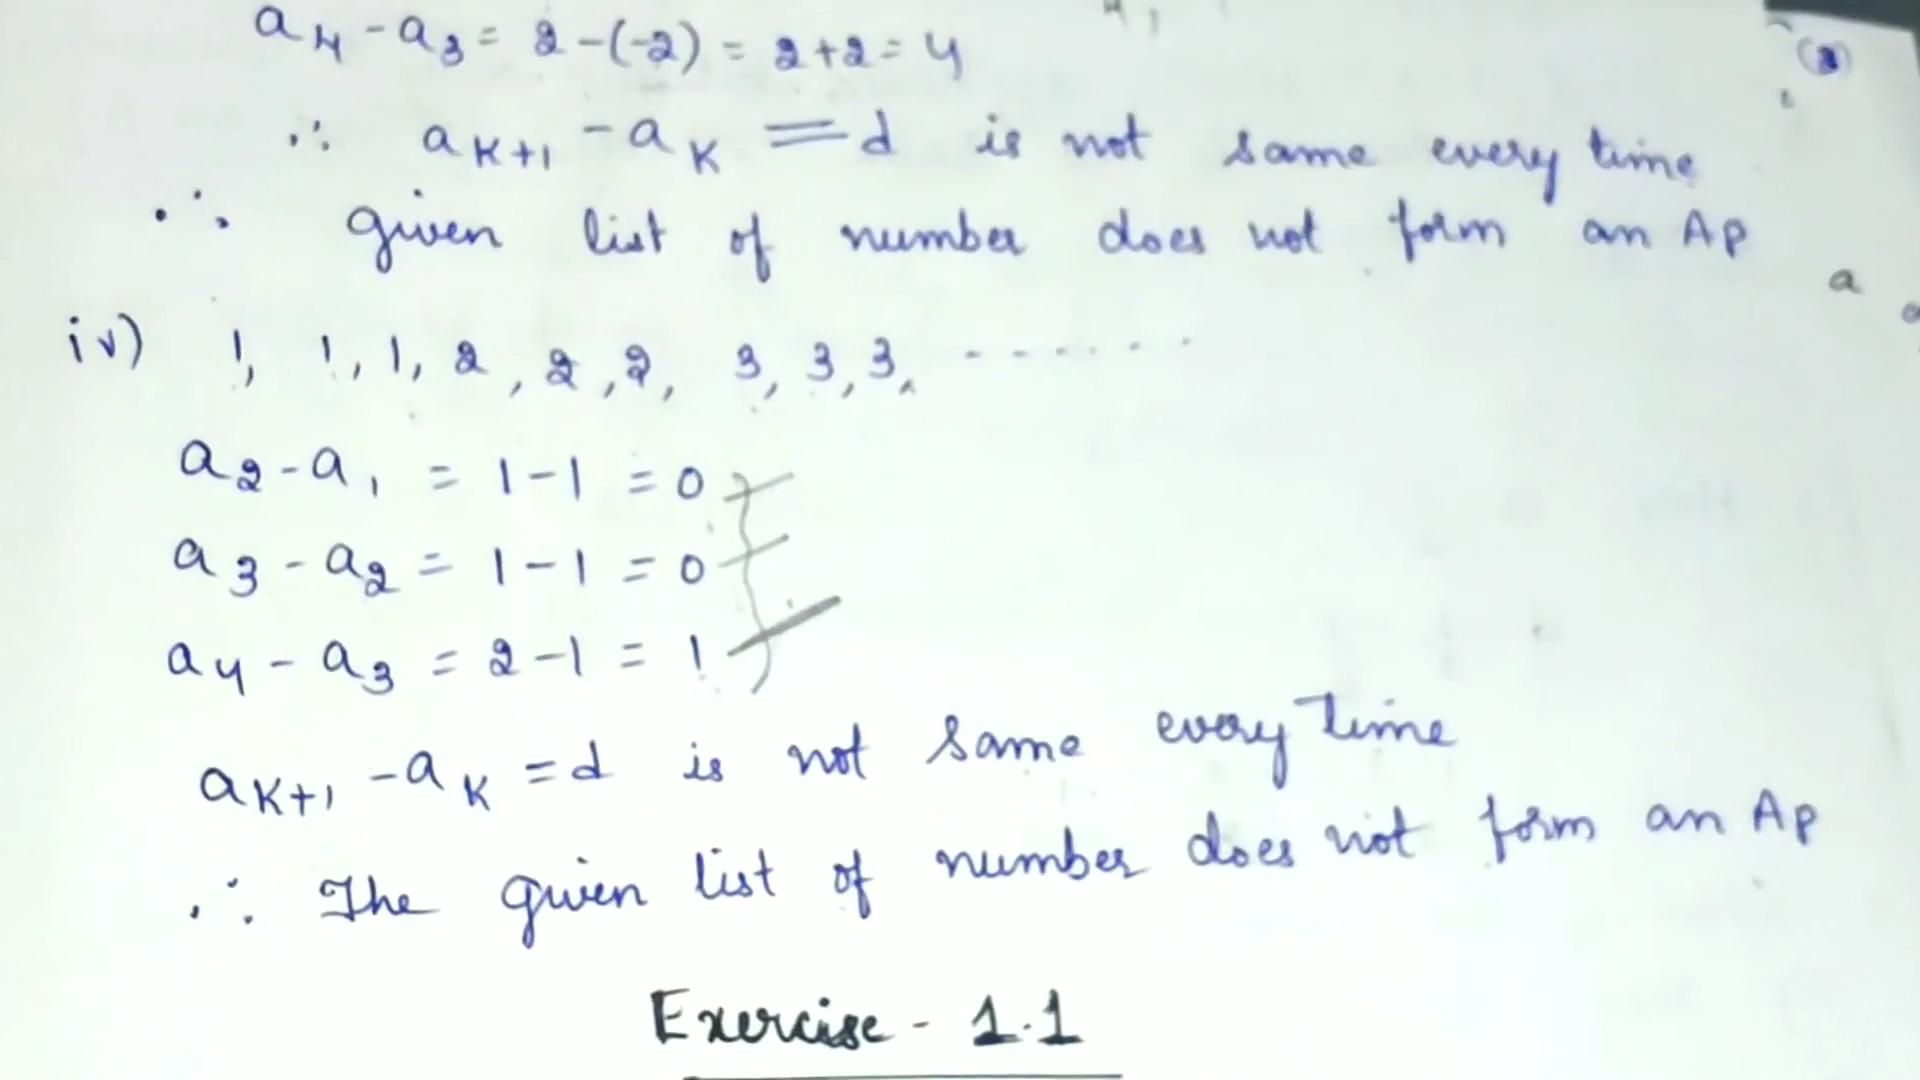 a₄ - a₃ = 2 - (-2) = 2 + 2 = 4
∴ aK+1 - aK = d is not same every time
∴ given list of number does not form an AP
iv) 1, 1, 1, 2, 2, 2, 3, 3, 3, .......
a₂ - a₁ = 1 - 1 = 0
a₃ - a₂ = 1 - 1 = 0
a₄ - a₃ = 2 - 1 = 1
aK+1 - aK = d is not same every time
∴ The given list of number does not form an AP
Exercise - 1.1